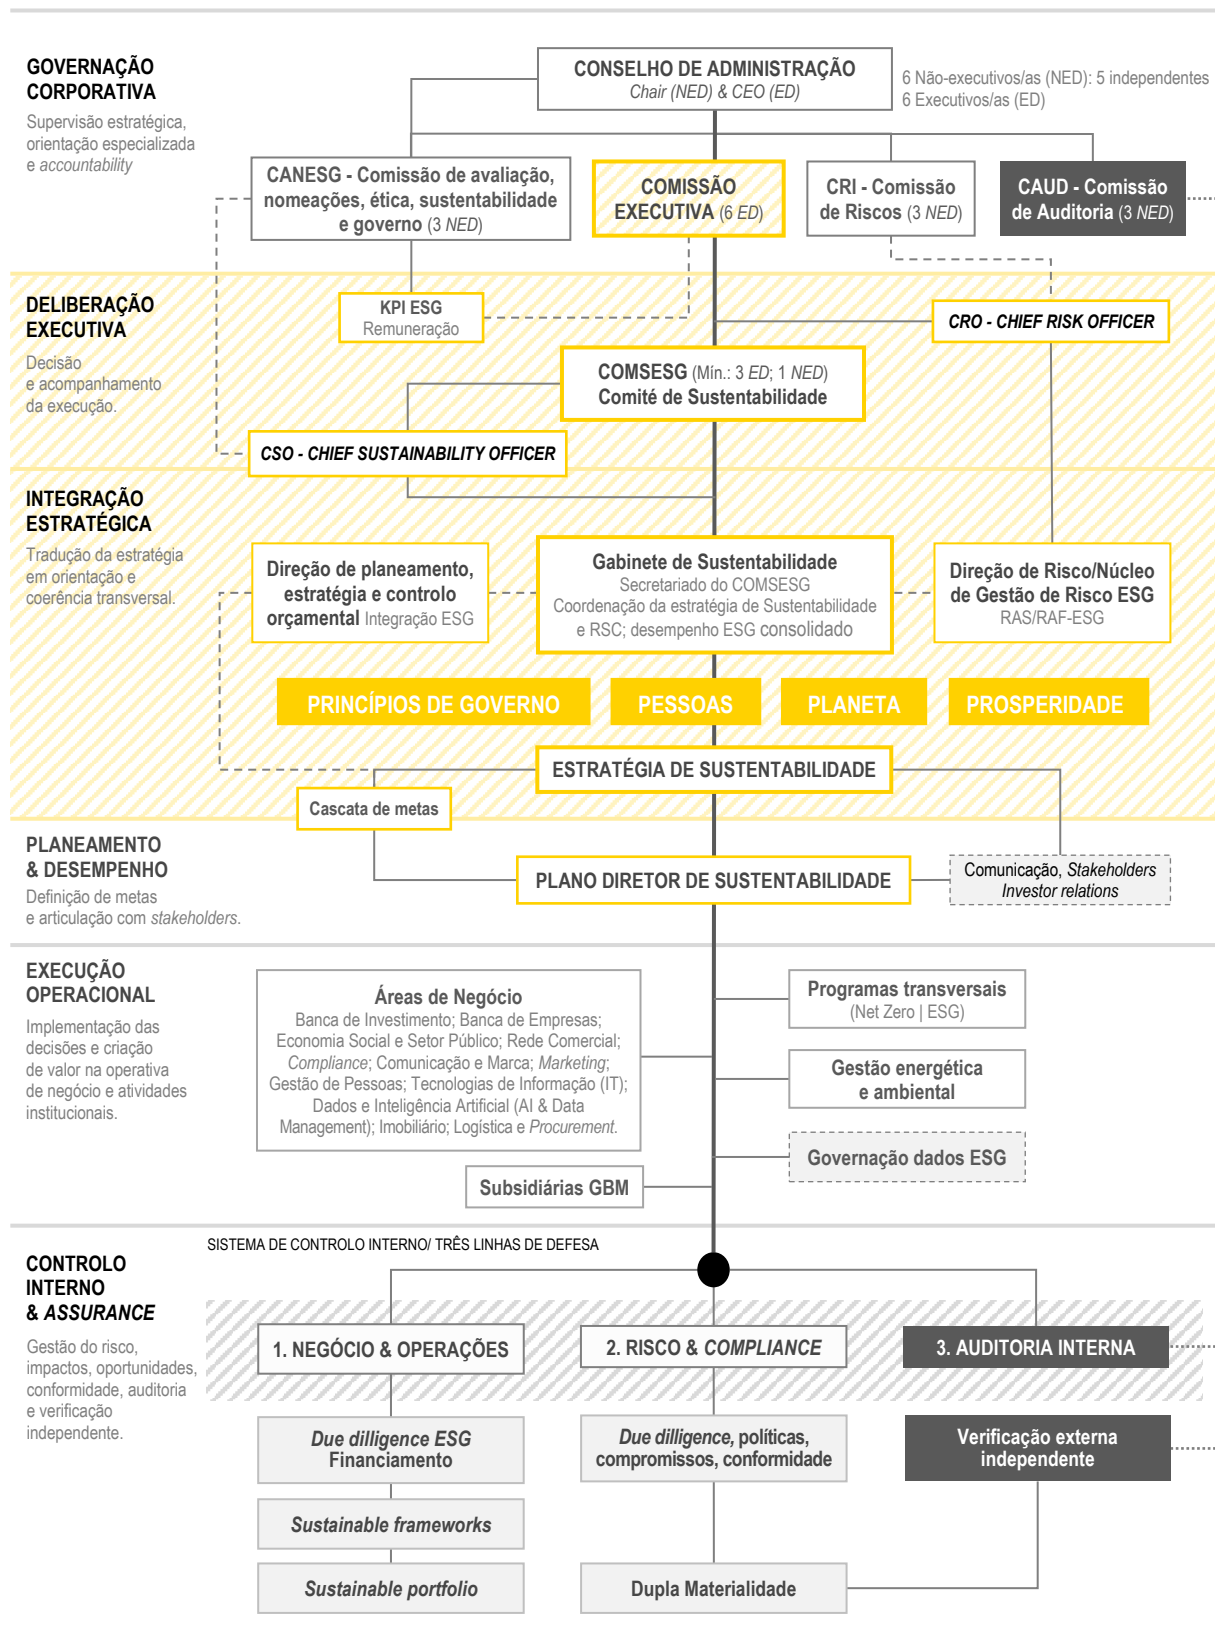 GOVERNAÇÃO
CORPORATIVA
Supervisão estratégica,
orientação especializada
e accountability
CONSELHO DE ADMINISTRAÇÃO
Chair (NED) & CEO (ED)
6 Não-executivos/as (NED): 5 independentes
6 Executivos/as (ED)
CANESG - Comissão de avaliação,
nomeações, ética, sustentabilidade
e governo (3 NED)
COMISSÃO
EXECUTIVA (6 ED)
CRI - Comissão
de Riscos (3 NED)
CAUD - Comissão
de Auditoria (3 NED)
DELIBERAÇÃO
EXECUTIVA
Decisão
e acompanhamento
da execução.
KPI ESG
Remuneração
CRO - CHIEF RISK OFFICER
COMSESG (Mín.: 3 ED; 1 NED)
Comité de Sustentabilidade
CSO - CHIEF SUSTAINABILITY OFFICER
INTEGRAÇÃO
ESTRATÉGICA
Tradução da estratégia
em orientação e
coerência transversal.
Direção de planeamento,
estratégia e controlo
orçamental Integração ESG
Gabinete de Sustentabilidade
Secretariado do COMSESG
Coordenação da estratégia de Sustentabilidade
e RSC; desempenho ESG consolidado
Direção de Risco/Núcleo
de Gestão de Risco ESG
RAS/RAF-ESG
PRINCÍPIOS DE GOVERNO
PESSOAS
PLANETA
PROSPERIDADE
ESTRATÉGIA DE SUSTENTABILIDADE
Cascata de metas
PLANEAMENTO
& DESEMPENHO
Definição de metas
e articulação com stakeholders.
PLANO DIRETOR DE SUSTENTABILIDADE
Comunicação, Stakeholders
Investor relations
EXECUÇÃO
OPERACIONAL
Implementação das
decisões e criação
de valor na operativa
de negócio e atividades
institucionais.
Áreas de Negócio
Banca de Investimento; Banca de Empresas;
Economia Social e Setor Público; Rede Comercial;
Compliance; Comunicação e Marca; Marketing;
Gestão de Pessoas; Tecnologias de Informação (IT);
Dados e Inteligência Artificial (AI & Data
Management); Imobiliário; Logística e Procurement.
Programas transversais
(Net Zero | ESG)
Gestão energética
e ambiental
Governação dados ESG
Subsidiárias GBM
CONTROLO
INTERNO
& ASSURANCE
Gestão do risco,
impactos, oportunidades,
conformidade, auditoria
e verificação
independente.
SISTEMA DE CONTROLO INTERNO/ TRÊS LINHAS DE DEFESA
1. NEGÓCIO & OPERAÇÕES
2. RISCO & COMPLIANCE
3. AUDITORIA INTERNA
Due dilligence ESG
Financiamento
Due dilligence, políticas,
compromissos, conformidade
Verificação externa
independente
Sustainable frameworks
Sustainable portfolio
Dupla Materialidade